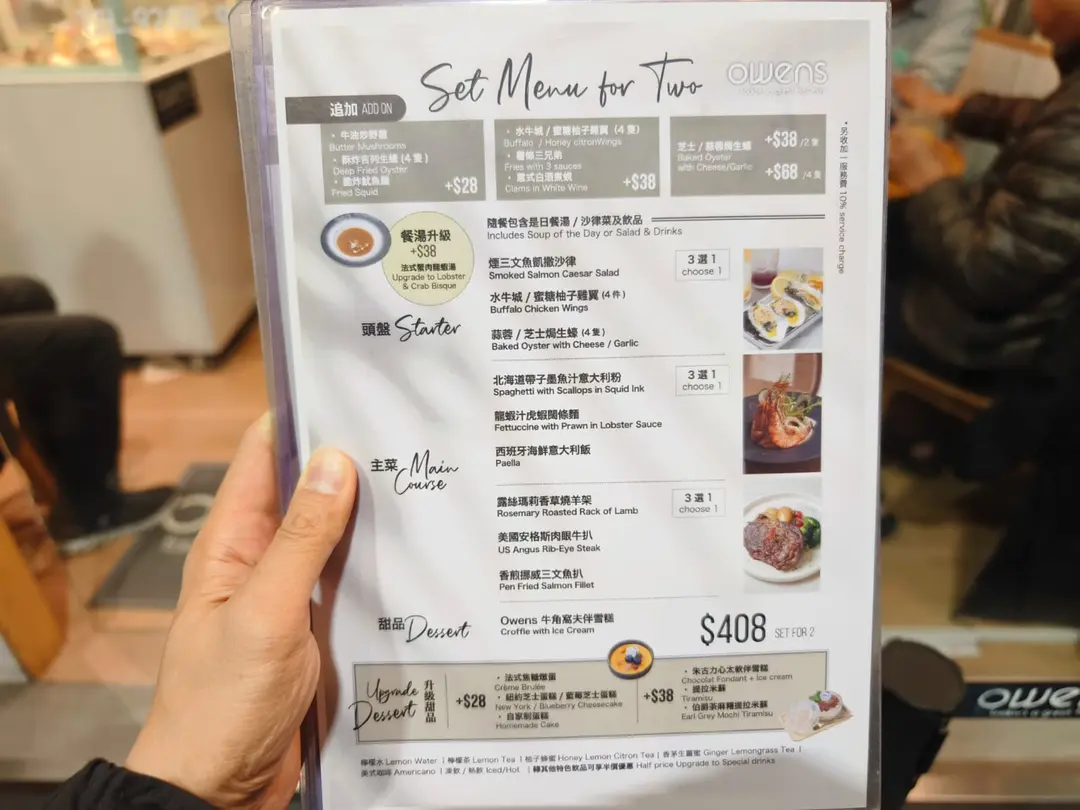 Set Menu for Two
owens
追加 ADD ON
• 牛油炒野菌
Butter Mushrooms
• 酥炸吉列生蠔 (4 隻)
Deep Fried Oyster
Fried Squid
+$28
• 水牛城 / 蜜糖柚子雞翼 (4 隻)
Buffalo / Honey citronWings
• 薯條三兄弟
Fries with 3 sauces
• 意式白酒煮蜆
Clams in White Wine
+$38
芝士 / 蒜蓉焗生蠔
Baked Oyster
with Cheese/Garlic
+$38 /2 隻
+$68 /4 隻
• 另收加一服務費 10% service charge
餐湯升級
+$38
法式蟹肉龍蝦湯
Upgrade to Lobster
& Crab Bisque
隨餐包含是日餐湯 / 沙律菜及飲品
Includes Soup of the Day or Salad & Drinks
頭盤 Starter
煙三文魚凱撒沙律
Smoked Salmon Caesar Salad
3 選 1
choose 1
水牛城 / 蜜糖柚子雞翼 (4 件)
Buffalo Chicken Wings
蒜蓉 / 芝士焗生蠔 (4 隻)
Baked Oyster with Cheese / Garlic
主菜 Main Course
北海道帶子墨魚汁意大利粉
Spaghetti with Scallops in Squid Ink
3 選 1
choose 1
龍蝦汁虎蝦闊條麵
Fettuccine with Prawn in Lobster Sauce
西班牙海鮮意大利飯
Paella
露絲瑪莉香草燒羊架
Rosemary Roasted Rack of Lamb
3 選 1
choose 1
美國安格斯肉眼牛扒
US Angus Rib-Eye Steak
香煎挪威三文魚扒
Pen Fried Salmon Fillet
甜品 Dessert
Owens 牛角窩夫伴雪糕
Croffle with Ice Cream
$408 SET FOR 2
Upgrade Dessert 升級甜品
+$28
• 法式焦糖燉蛋
Crème Brulée
• 紐約芝士蛋糕 / 藍莓芝士蛋糕
New York / Blueberry Cheesecake
• 自家制蛋糕
Homemade Cake
+$38
• 朱古力心太軟伴雪糕
Chocolat Fondant + Ice cream
• 提拉米蘇
Tiramisu
• 伯爵茶麻糬提拉米蘇
Earl Grey Mochi Tiramisu
檸檬水 Lemon Water | 檸檬茶 Lemon Tea | 柚子蜂蜜 Honey Lemon Citron Tea | 香茅生薑蜜 Ginger Lemongrass Tea |
美式咖啡 Americano | 凍飲 / 熱飲 Iced/Hot | 轉其他特色飲品可享半價優惠 Half price Upgrade to Special drinks
owens